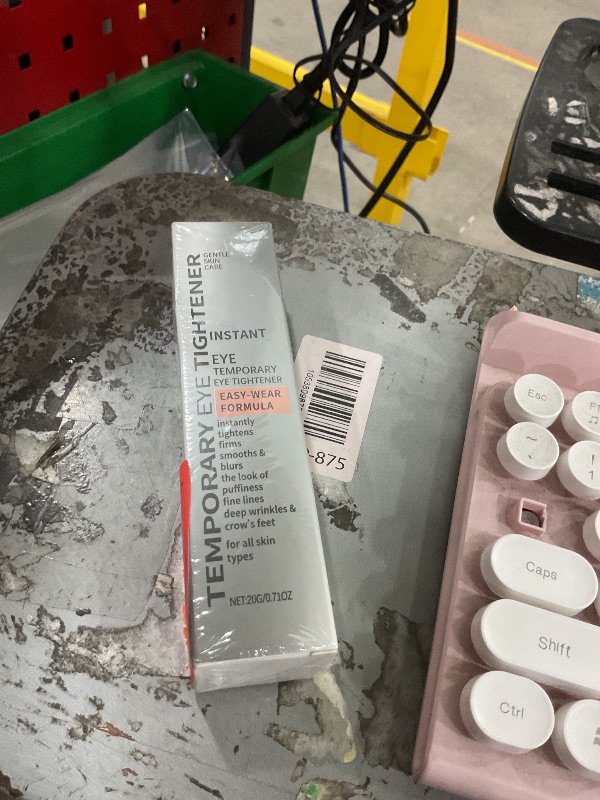 GENTLE
SKIN
CARE
TEMPORARY EYE TIGHTENER
INSTANT
EYE
TEMPORARY
EYE TIGHTENER
EASY-WEAR
FORMULA
instantly
tightens
firms
smooths &
blurs
the look of
puffiness
fine lines
deep wrinkles &
crow's feet
for all skin
types
NET:20G/0.71OZ
-875
Esc
~
`
!
1
Caps
Shift
Ctrl